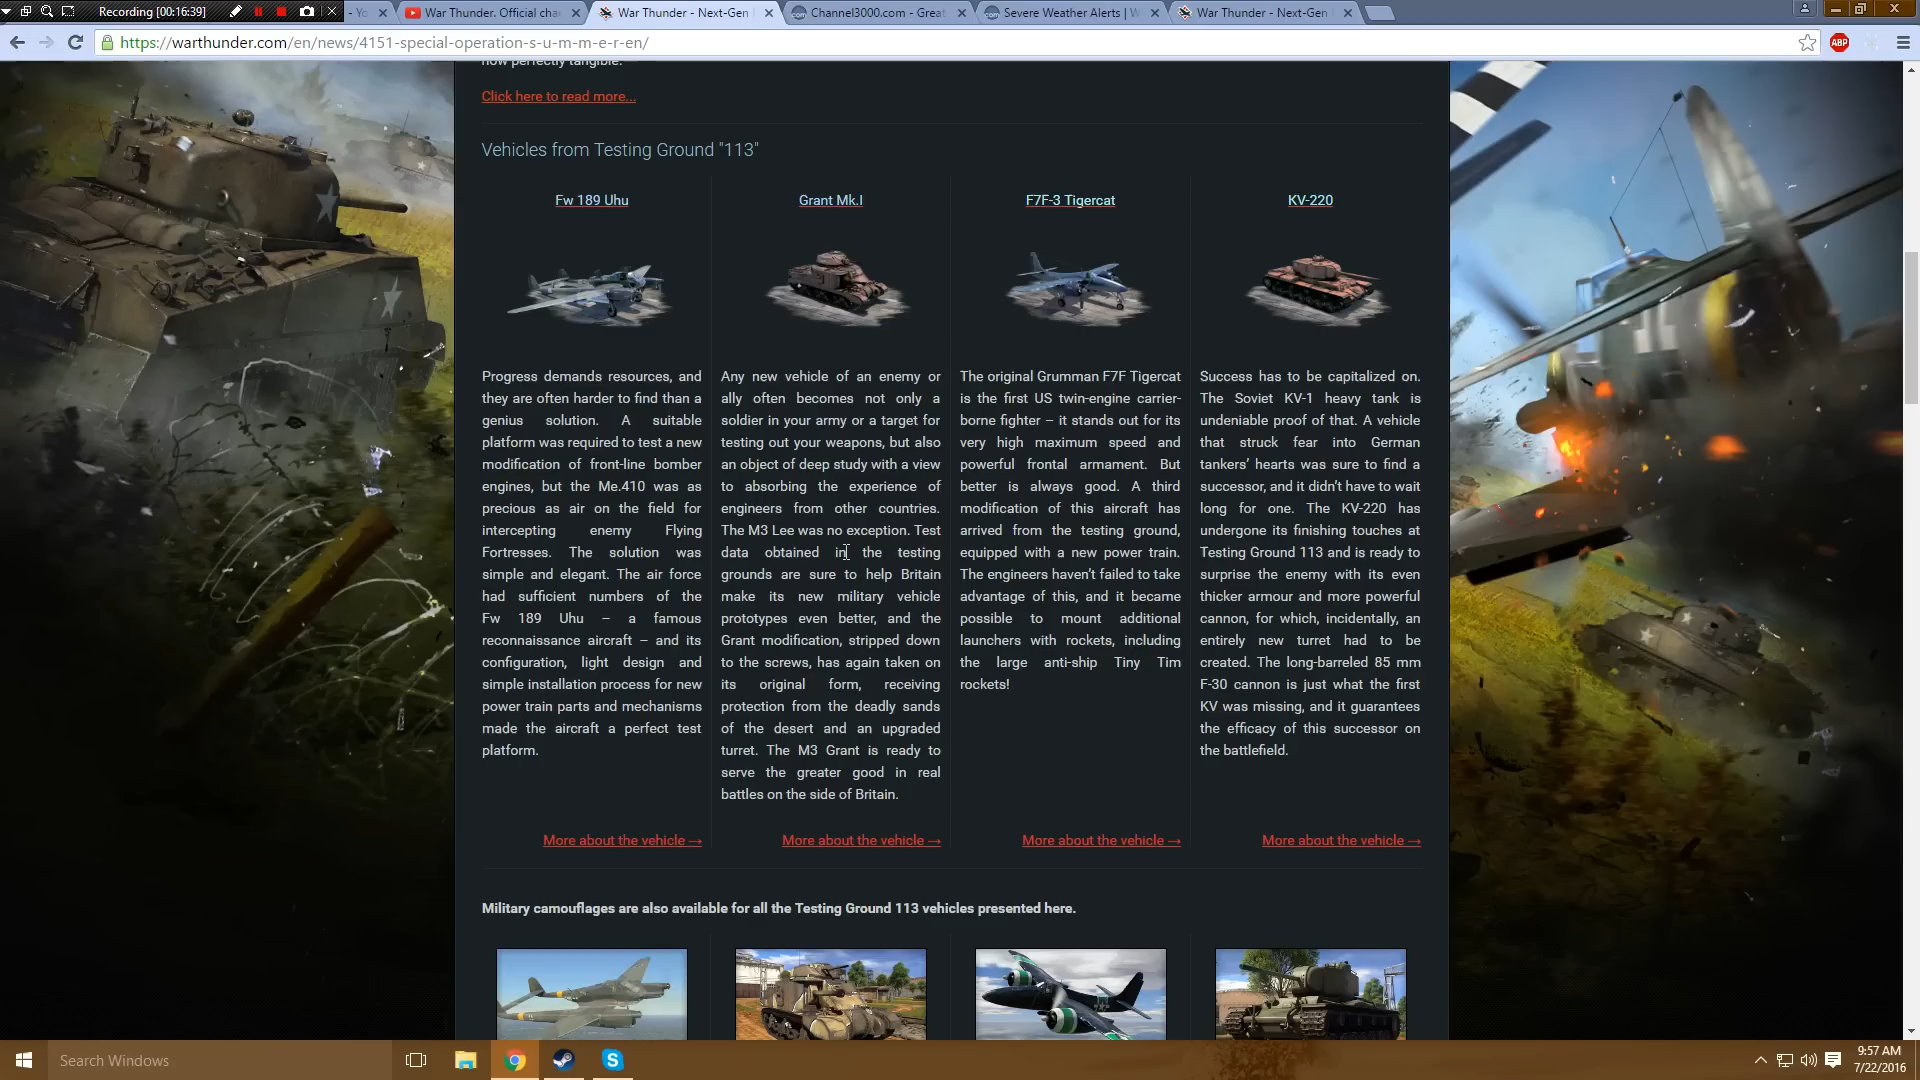 Recording [00:16:39]
- Yo
War Thunder. Official cha
War Thunder - Next-Gen
Channel3000.com - Great
Severe Weather Alerts | W
War Thunder - Next-Gen
https://warthunder.com/en/news/4151-special-operation-s-u-m-m-e-r-en/
ABP
now perfectly tangible.
Click here to read more...
Vehicles from Testing Ground "113"
Fw 189 Uhu
Progress demands resources, and
they are often harder to find than a
genius solution. A suitable
platform was required to test a new
modification of front-line bomber
engines, but the Me.410 was as
precious as air on the field for
intercepting enemy Flying
Fortresses. The solution was
simple and elegant. The air force
had sufficient numbers of the
Fw 189 Uhu – a famous
reconnaissance aircraft – and its
configuration, light design and
simple installation process for new
power train parts and mechanisms
made the aircraft a perfect test
platform.
More about the vehicle →
Grant Mk.I
Any new vehicle of an enemy or
ally often becomes not only a
soldier in your army or a target for
testing out your weapons, but also
an object of deep study with a view
to absorbing the experience of
engineers from other countries.
The M3 Lee was no exception. Test
data obtained in the testing
grounds are sure to help Britain
make its new military vehicle
prototypes even better, and the
Grant modification, stripped down
to the screws, has again taken on
its original form, receiving
protection from the deadly sands
of the desert and an upgraded
turret. The M3 Grant is ready to
serve the greater good in real
battles on the side of Britain.
More about the vehicle →
F7F-3 Tigercat
The original Grumman F7F Tigercat
is the first US twin-engine carrier-
borne fighter – it stands out for its
very high maximum speed and
powerful frontal armament. But
better is always good. A third
modification of this aircraft has
arrived from the testing ground,
equipped with a new power train.
The engineers haven't failed to take
advantage of this, and it became
possible to mount additional
launchers with rockets, including
the large anti-ship Tiny Tim
rockets!
More about the vehicle →
KV-220
Success has to be capitalized on.
The Soviet KV-1 heavy tank is
undeniable proof of that. A vehicle
that struck fear into German
tankers' hearts was sure to find a
successor, and it didn't have to wait
long for one. The KV-220 has
undergone its finishing touches at
Testing Ground 113 and is ready to
surprise the enemy with its even
thicker armour and more powerful
cannon, for which, incidentally, an
entirely new turret had to be
created. The long-barreled 85 mm
F-30 cannon is just what the first
KV was missing, and it guarantees
the efficacy of this successor on
the battlefield.
More about the vehicle →
Military camouflages are also available for all the Testing Ground 113 vehicles presented here.
Search Windows
9:57 AM
7/22/2016